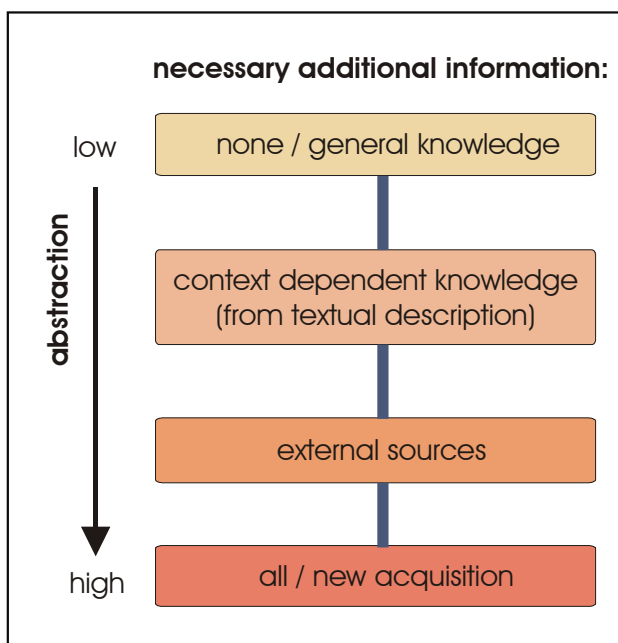 necessary additional information:
low
none / general knowledge
abstraction
context dependent knowledge
(from textual description)
external sources
high
all / new acquisition